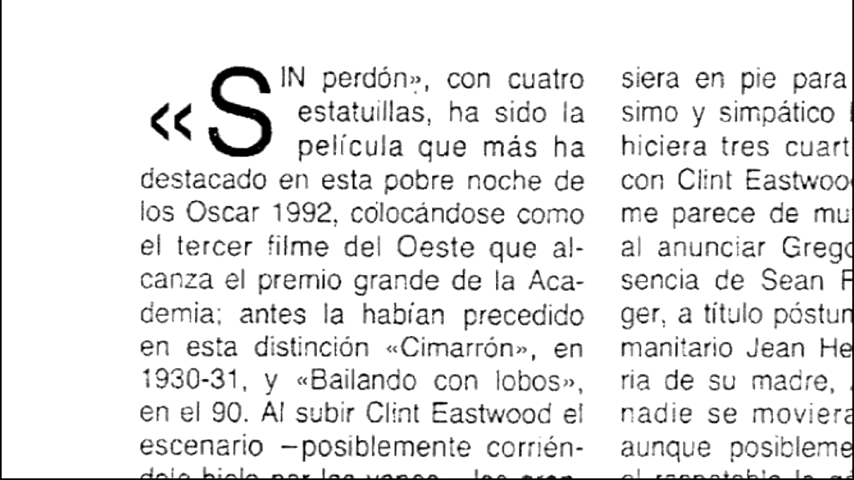 «SIN perdón», con cuatro
estatuillas, ha sido la
película que más ha
destacado en esta pobre noche de
los Oscar 1992, colocándose como
el tercer filme del Oeste que al-
canza el premio grande de la Aca-
demia; antes la habían precedido
en esta distinción «Cimarrón», en
1930-31, y «Bailando con lobos»,
en el 90. Al subir Clint Eastwood el
escenario —posiblemente corrién-
siera en pie para
simo y simpático
hiciera tres cuart
con Clint Eastwoo
me parece de mu
al anunciar Grego
sencia de Sean
ger, a título póstum
manitario Jean He
ria de su madre,
nadie se moviera
aunque posibleme